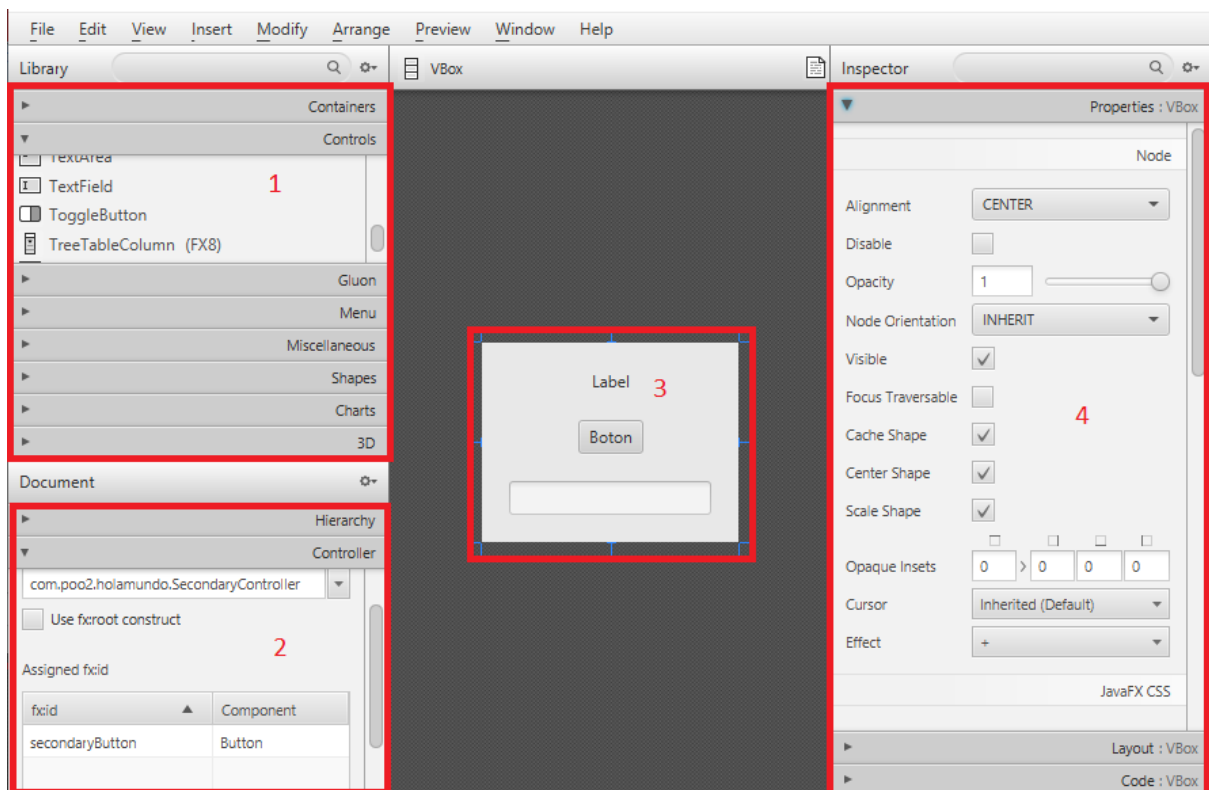 File Edit View Insert Modify Arrange Preview Window Help
Library
Containers
Controls
TextArea
TextField
ToggleButton
TreeTableColumn (FX8)
1
Gluon
Menu
Miscellaneous
Shapes
Charts
3D
Document
Hierarchy
Controller
com.poo2.holamundo.SecondaryController
Use fx:root construct
2
Assigned fx:id
fx:id Component
secondaryButton Button
VBox
Label
3
Boton
Inspector
Properties : VBox
Node
Alignment CENTER
Disable
Opacity 1
Node Orientation INHERIT
Visible
Focus Traversable
4
Cache Shape
Center Shape
Scale Shape
Opaque Insets 0 > 0 0 0
Cursor Inherited (Default)
Effect +
JavaFX CSS
Layout : VBox
Code : VBox